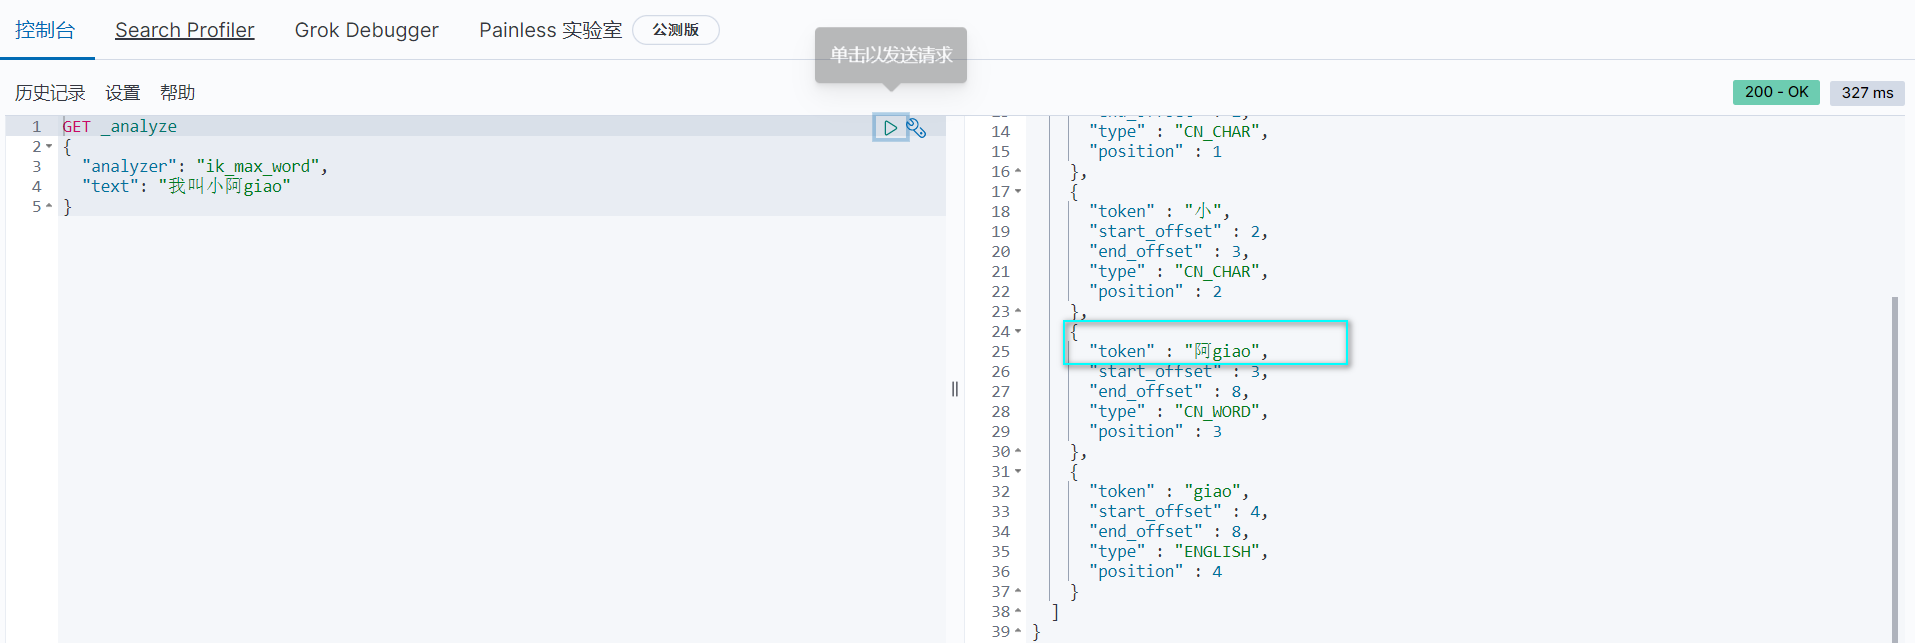 控制台 Search Profiler Grok Debugger Painless 实验室 公测版
单击以发送请求
历史记录 设置 帮助
200 - OK 327 ms
1 GET _analyze
2 {
3 "analyzer": "ik_max_word",
4 "text": "我叫小阿giao"
5 }
14 "type" : "CN_CHAR",
15 "position" : 1
16 },
17 {
18 "token" : "小",
19 "start_offset" : 2,
20 "end_offset" : 3,
21 "type" : "CN_CHAR",
22 "position" : 2
23 },
24 {
25 "token" : "阿giao",
26 "start_offset" : 3,
27 "end_offset" : 8,
28 "type" : "CN_WORD",
29 "position" : 3
30 },
31 {
32 "token" : "giao",
33 "start_offset" : 4,
34 "end_offset" : 8,
35 "type" : "ENGLISH",
36 "position" : 4
37 }
38 ]
39 }